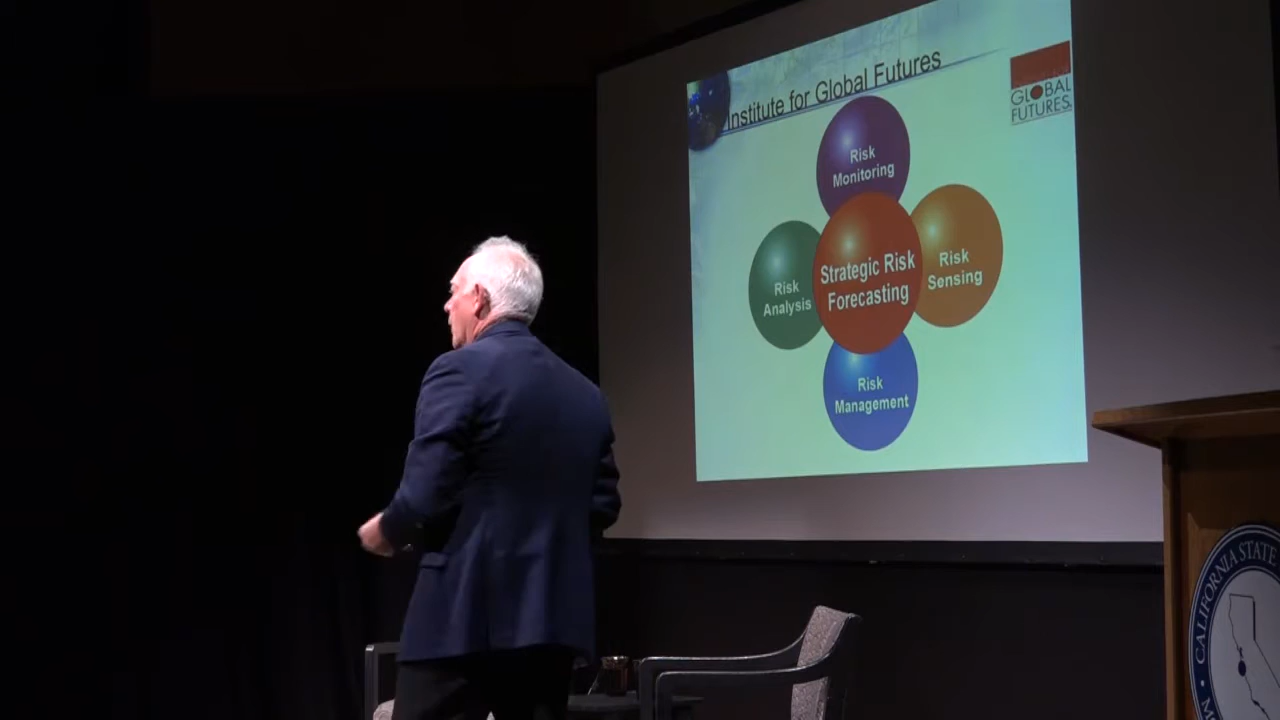 Institute for Global Futures
GLOBAL
FUTURES
Risk
Monitoring
Strategic Risk
Forecasting
Risk
Sensing
Risk
Analysis
Risk
Management
CALIFORNIA STATE